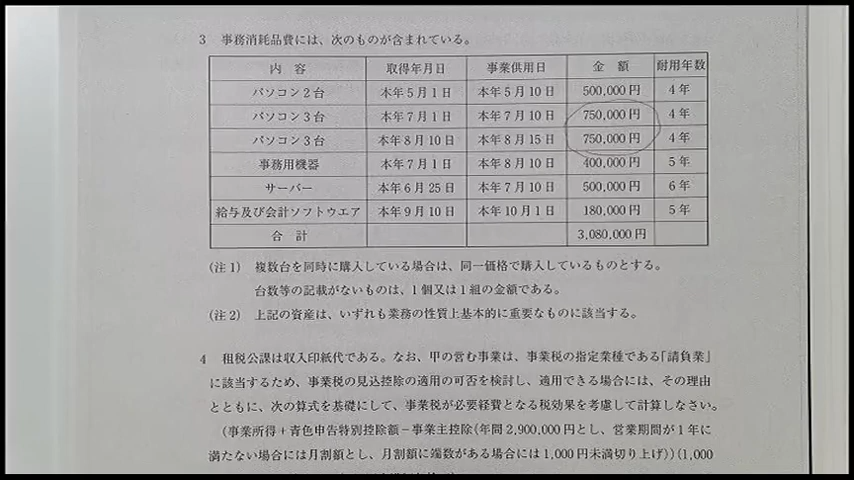 3 事務消耗品費には、次のものが含まれている。
内 容 取得年月日 事業供用日 金 額 耐用年数
パソコン2台 本年5月1日 本年5月10日 500,000円 4年
パソコン3台 本年7月1日 本年7月10日 750,000円 4年
パソコン3台 本年8月10日 本年8月15日 750,000円 4年
事務用機器 本年7月1日 本年8月10日 400,000円 5年
サーバー 本年6月25日 本年7月10日 500,000円 6年
給与及び会計ソフトウエア 本年9月10日 本年10月1日 180,000円 5年
合 計 3,080,000円
(注1) 複数台を同時に購入している場合は、同一価格で購入しているものとする。
台数等の記載がないものは、1個又は1組の金額である。
(注2) 上記の資産は、いずれも業務の性質上基本的に重要なものに該当する。
4 租税公課は収入印紙代である。なお、甲の営む事業は、事業税の指定業種である「請負業」
に該当するため、事業税の見込控除の適用の可否を検討し、適用できる場合には、その理由
とともに、次の算式を基礎にして、事業税が必要経費となる税効果を考慮して計算しなさい。
(事業所得+青色申告特別控除額-事業主控除(年間2,900,000円とし、営業期間が1年に
満たない場合には月割額とし、月割額に端数がある場合には1,000円未満切り上げ))(1,000